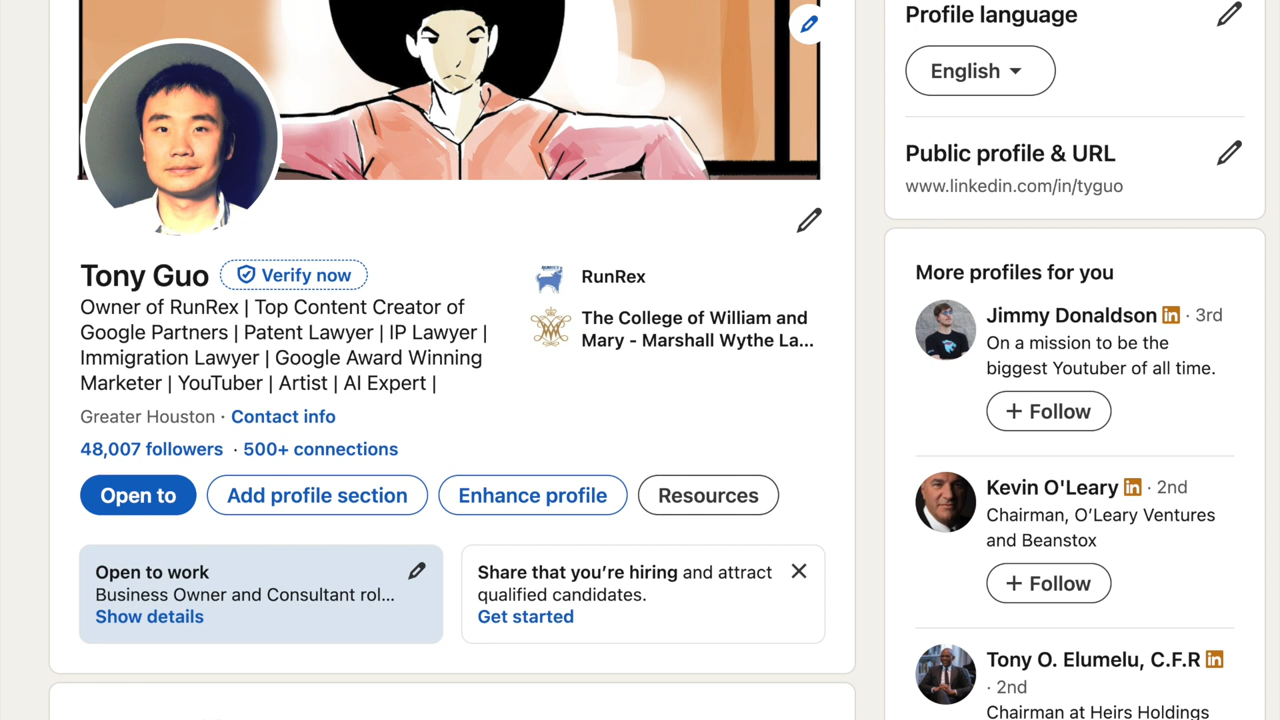 Tony Guo
Verify now
Owner of RunRex | Top Content Creator of
Google Partners | Patent Lawyer | IP Lawyer |
Immigration Lawyer | Google Award Winning
Marketer | YouTuber | Artist | AI Expert |
Greater Houston · Contact info
48,007 followers · 500+ connections
RunRex
The College of William and
Mary - Marshall Wythe La...
Open to
Add profile section
Enhance profile
Resources
Open to work
Business Owner and Consultant rol...
Show details
Share that you’re hiring and attract
qualified candidates.
Get started
Profile language
English
Public profile & URL
www.linkedin.com/in/tyguo
More profiles for you
Jimmy Donaldson in · 3rd
On a mission to be the
biggest Youtuber of all time.
+ Follow
Kevin O'Leary in · 2nd
Chairman, O’Leary Ventures
and Beanstox
+ Follow
Tony O. Elumelu, C.F.R in
· 2nd
Chairman at Heirs Holdings